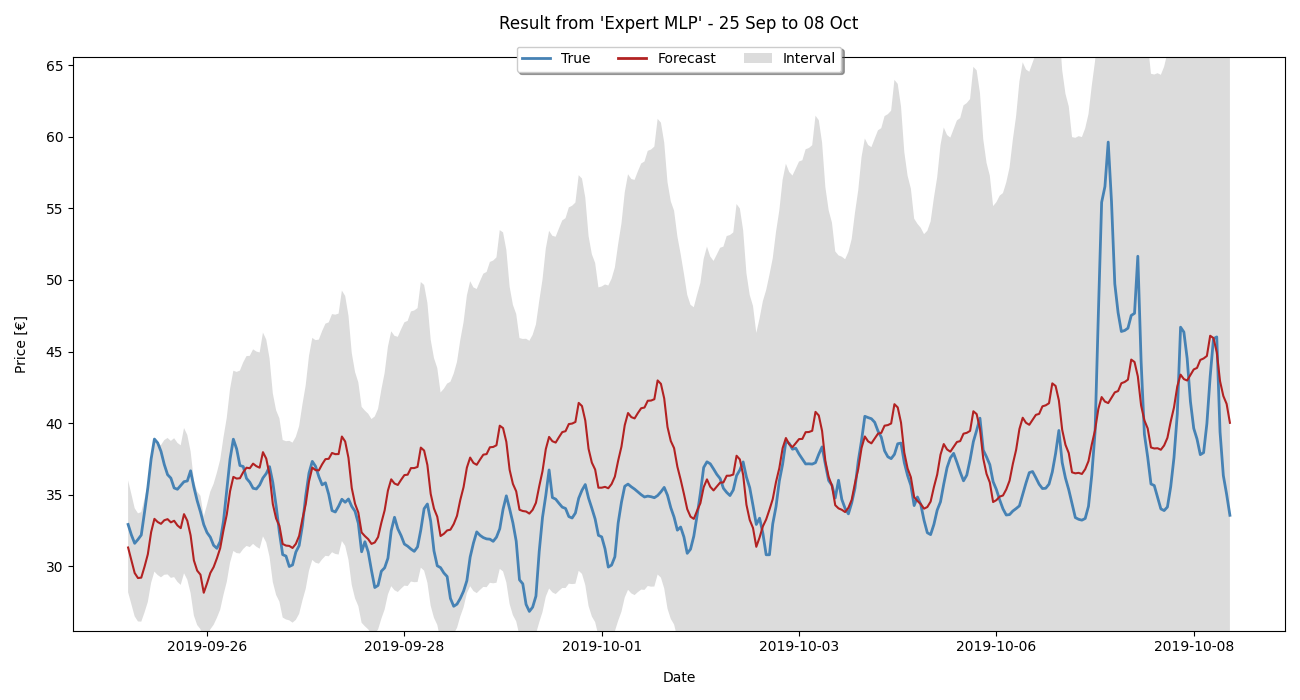 Result from 'Expert MLP' - 25 Sep to 08 Oct
True Forecast Interval
65
60
55
50
45
40
35
30
Price [€]
2019-09-26 2019-09-28 2019-10-01 2019-10-03 2019-10-06 2019-10-08
Date